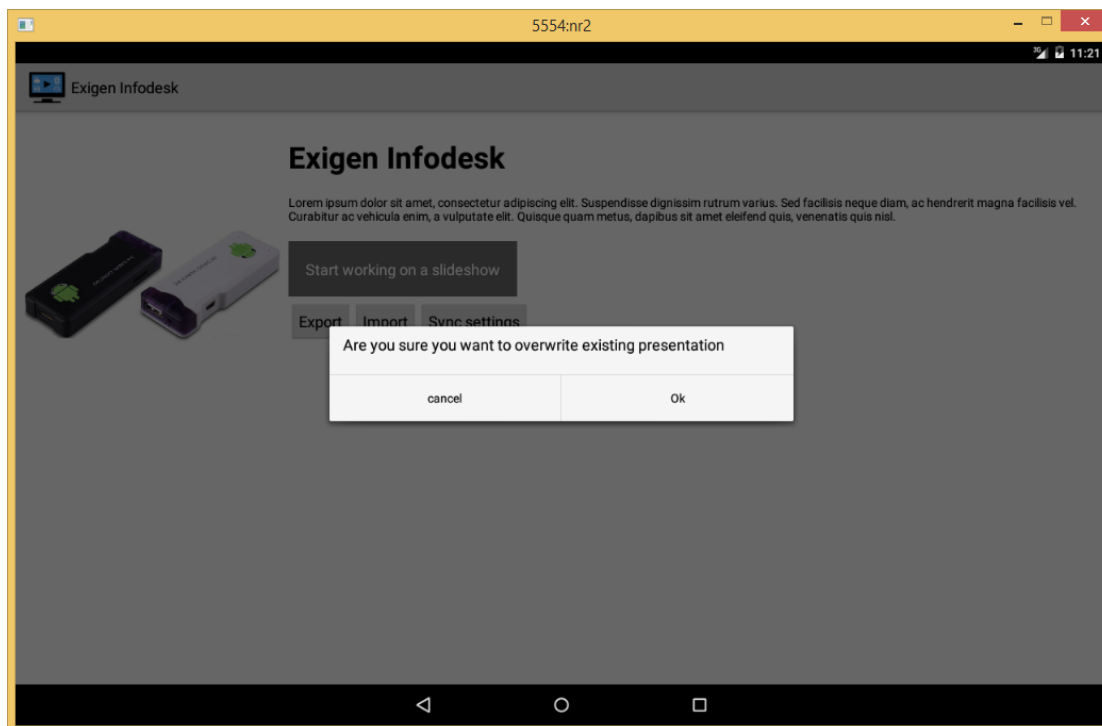 5554:nr2
3G 11:21
Exigen Infodesk
Exigen Infodesk
Lorem ipsum dolor sit amet, consectetur adipiscing elit. Suspendisse dignissim rutrum varius. Sed facilisis neque diam, ac hendrerit magna facilisis vel.
Curabitur ac vehicula enim, a vulputate elit. Quisque quam metus, dapibus sit amet eleifend quis, venenatis quis nisl.
Start working on a slideshow
Export Import Sync settings
Are you sure you want to overwrite existing presentation
cancel Ok